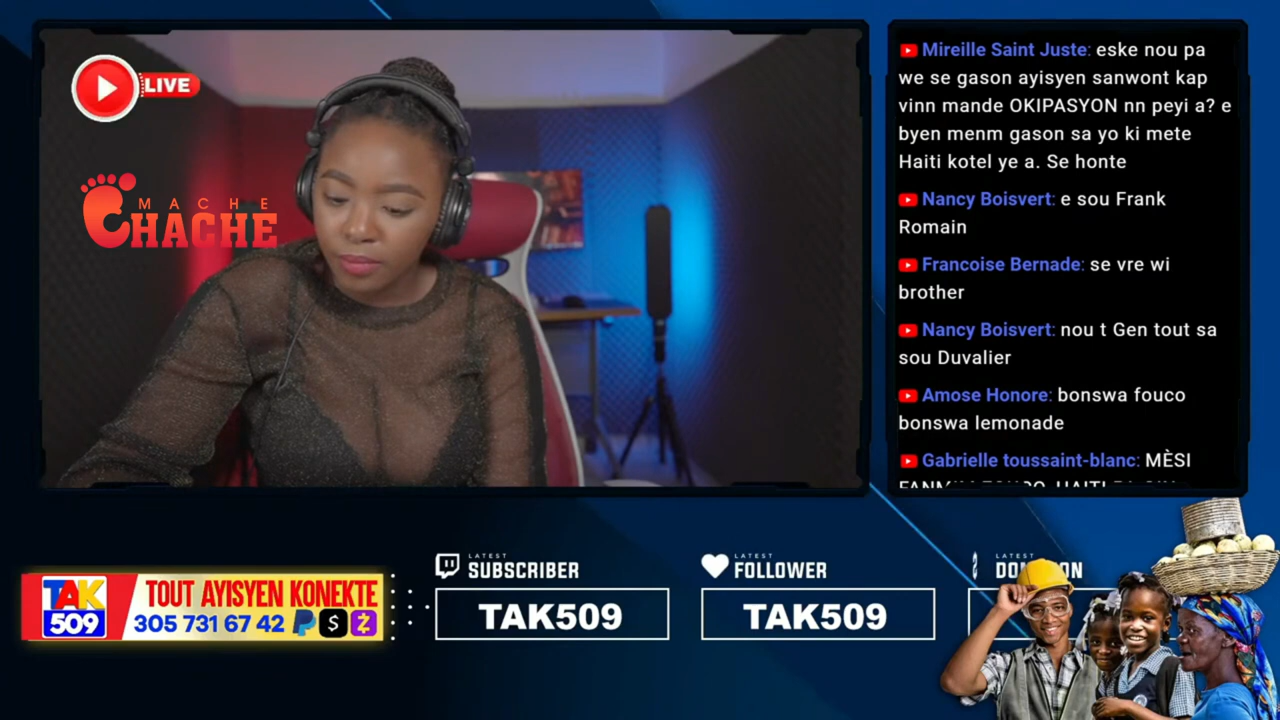 LIVE
MACHE
CHACHE
Mireille Saint Juste: eske nou pa
we se gason ayisyen sanwont kap
vinn mande OKIPASYON nn peyi a? e
byen menm gason sa yo ki mete
Haiti kotel ye a. Se honte
Nancy Boisvert: e sou Frank
Romain
Francoise Bernade: se vre wi
brother
Nancy Boisvert: nou t Gen tout sa
sou Duvalier
Amose Honore: bonswa fouco
bonswa lemonade
Gabrielle toussaint-blanc: MÈSI
TAK
509
TOUT AYISYEN KONEKTE
305 731 67 42
LATEST
SUBSCRIBER
TAK509
LATEST
FOLLOWER
TAK509
LATEST